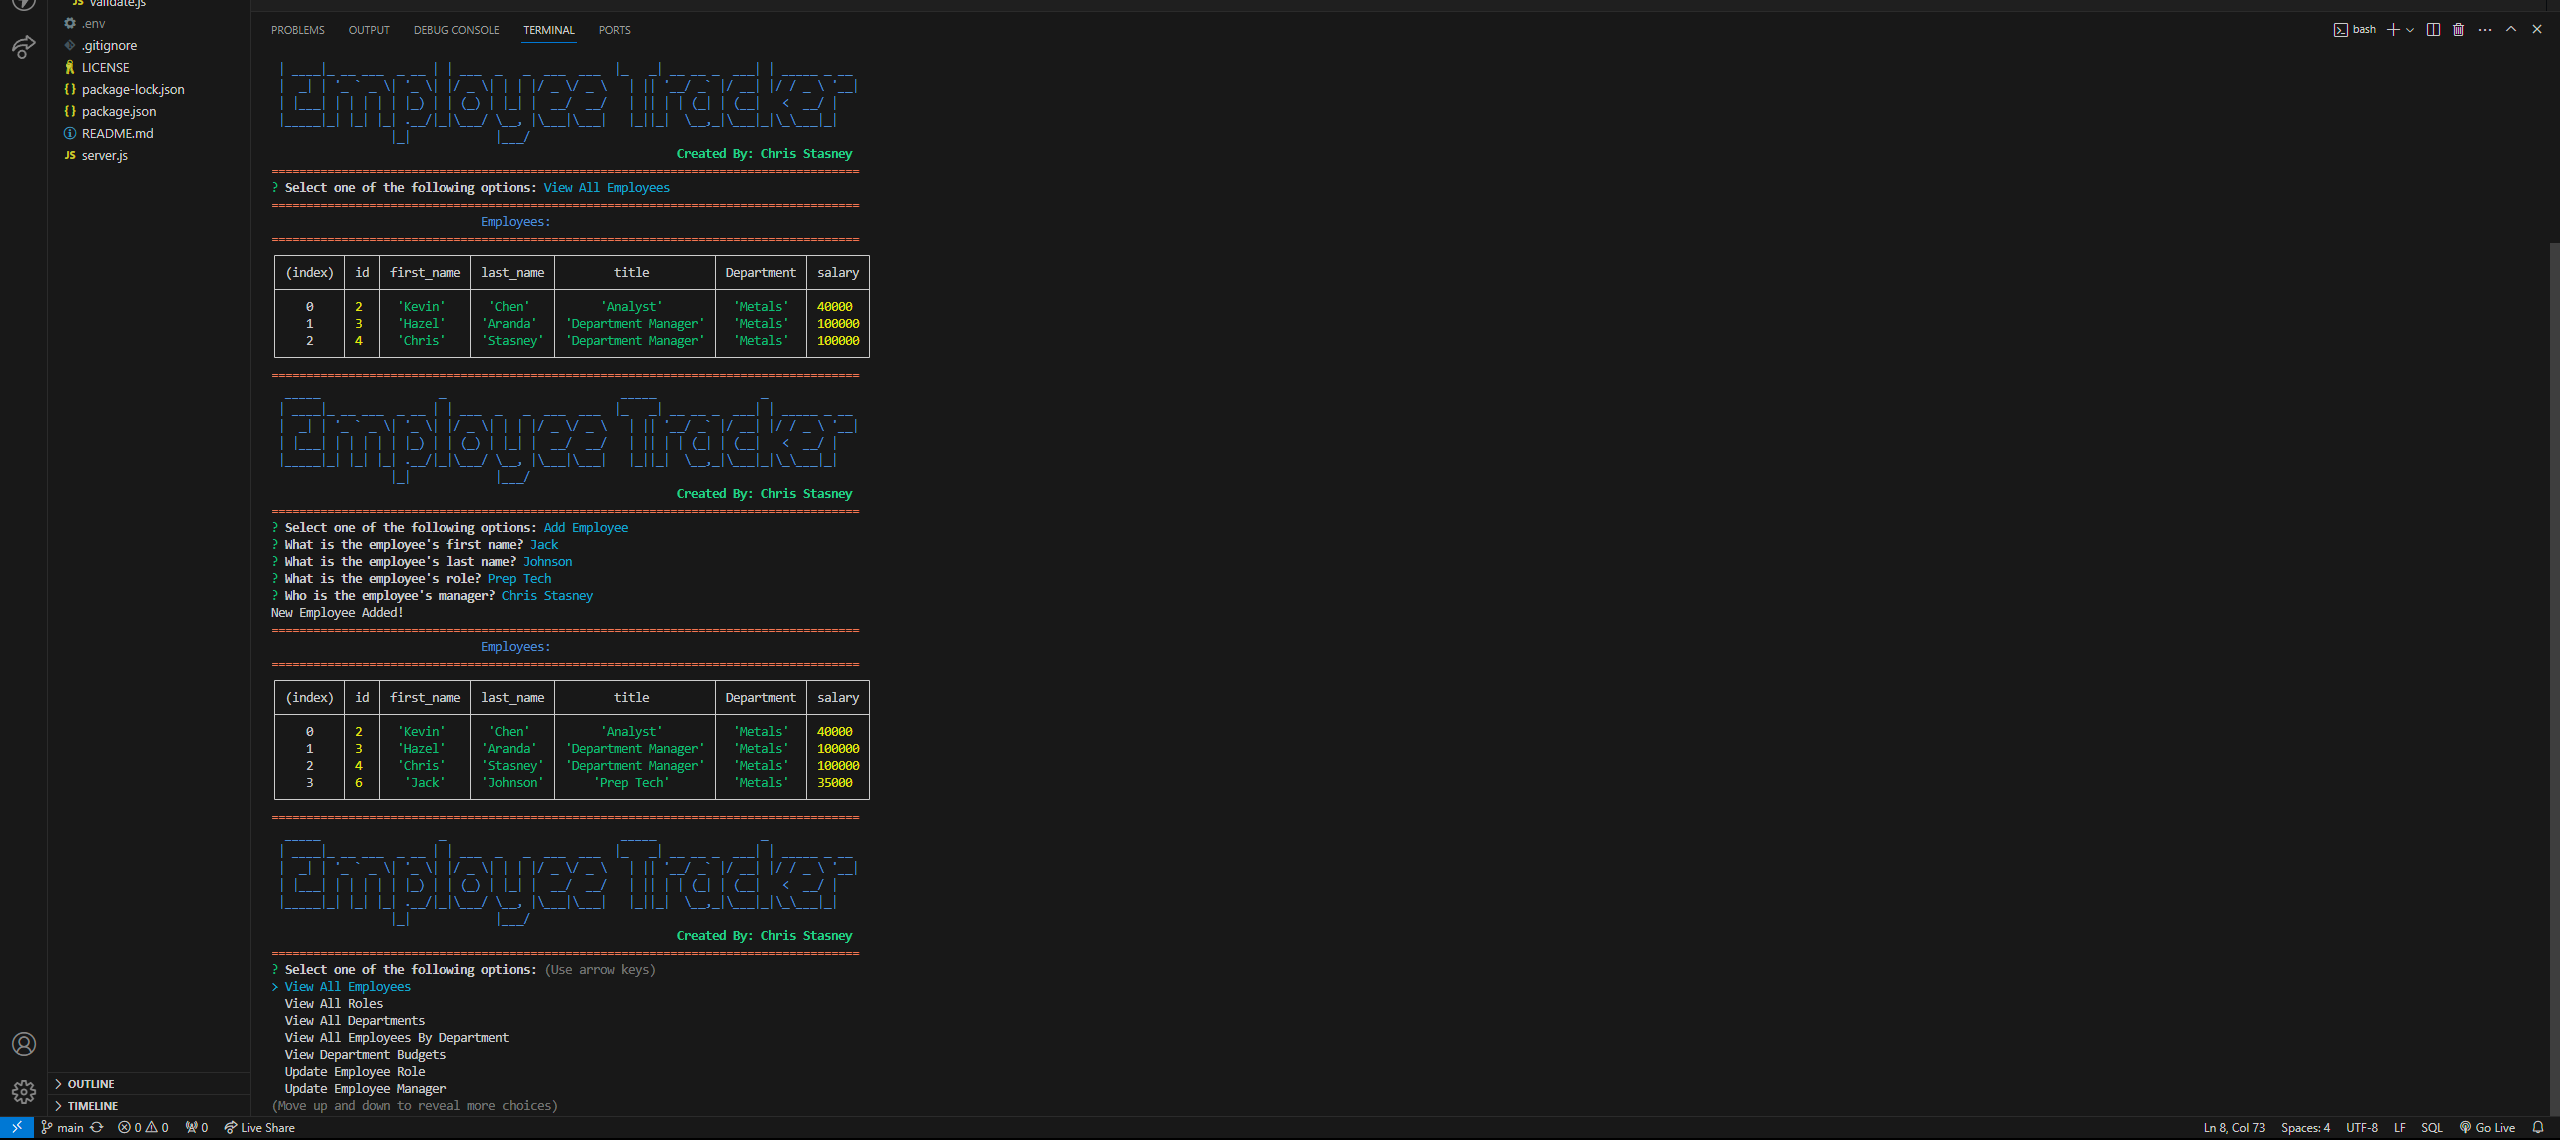 validate.js
.env
.gitignore
LICENSE
package-lock.json
package.json
README.md
server.js
OUTLINE
TIMELINE
PROBLEMS OUTPUT DEBUG CONSOLE TERMINAL PORTS
bash
Employee Tracker
Created By: Chris Stasney
=====================================================================================
? Select one of the following options: View All Employees
=====================================================================================
Employees:
=====================================================================================
(index) id first_name last_name title Department salary
0 2 'Kevin' 'Chen' 'Analyst' 'Metals' 40000
1 3 'Hazel' 'Aranda' 'Department Manager' 'Metals' 100000
2 4 'Chris' 'Stasney' 'Department Manager' 'Metals' 100000
=====================================================================================
Employee Tracker
Created By: Chris Stasney
=====================================================================================
? Select one of the following options: Add Employee
? What is the employee's first name? Jack
? What is the employee's last name? Johnson
? What is the employee's role? Prep Tech
? Who is the employee's manager? Chris Stasney
New Employee Added!
=====================================================================================
Employees:
=====================================================================================
(index) id first_name last_name title Department salary
0 2 'Kevin' 'Chen' 'Analyst' 'Metals' 40000
1 3 'Hazel' 'Aranda' 'Department Manager' 'Metals' 100000
2 4 'Chris' 'Stasney' 'Department Manager' 'Metals' 100000
3 6 'Jack' 'Johnson' 'Prep Tech' 'Metals' 35000
=====================================================================================
Employee Tracker
Created By: Chris Stasney
=====================================================================================
? Select one of the following options: (Use arrow keys)
> View All Employees
View All Roles
View All Departments
View All Employees By Department
View Department Budgets
Update Employee Role
Update Employee Manager
(Move up and down to reveal more choices)
main 0 0 0 Live Share Ln 8, Col 73 Spaces: 4 UTF-8 LF SQL Go Live